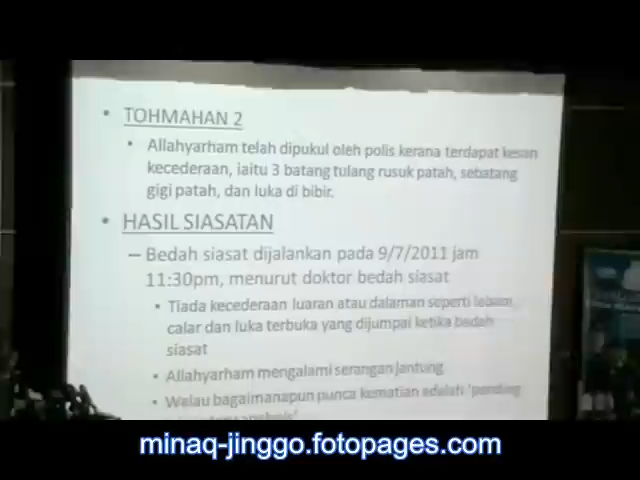 • TOHMAHAN 2
• Allahyarham telah dipukul oleh polis kerana terdapat kesan
kecederaan, iaitu 3 batang tulang rusuk patah, sebatang
gigi patah, dan luka di bibir.
• HASIL SIASATAN
– Bedah siasat dijalankan pada 9/7/2011 jam
11:30pm, menurut doktor bedah siasat
• Tiada kecederaan luaran atau dalaman seperti lebam,
calar dan luka terbuka yang dijumpai ketika bedah
siasat
• Allahyarham mengalami serangan jantung
• Walau bagaimanapun punca kematian adalah 'pending
minaq-jinggo.fotopages.com